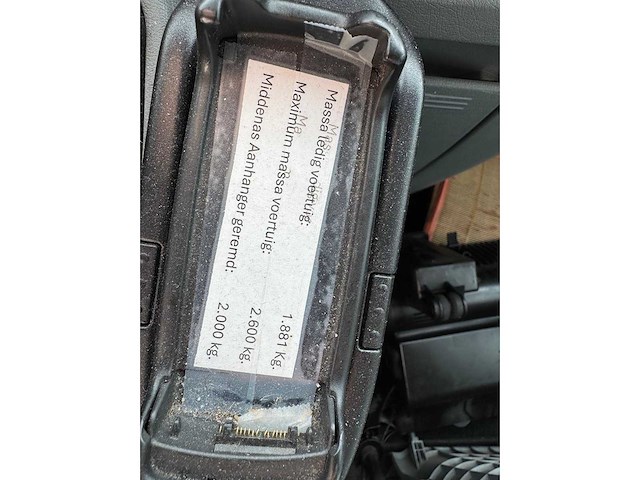 Massa ledig voertuig: 1.881 Kg.
Maximum massa voertuig: 2.600 kg.
Middenas Aanhanger geremd: 2.000 kg.